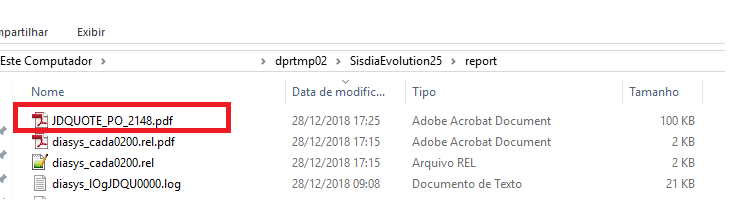 mpartilhar Exibir
Este Computador > > dprtmp02 > SisdiaEvolution25 > report
Nome Data de modific... Tipo Tamanho
JDQUOTE_PO_2148.pdf 28/12/2018 17:25 Adobe Acrobat Document 100 KB
diasys_cada0200.rel.pdf 28/12/2018 17:15 Adobe Acrobat Document 2 KB
diasys_cada0200.rel 28/12/2018 17:15 Arquivo REL 2 KB
diasys_lOgJDQU0000.log 28/12/2018 09:08 Documento de Texto 21 KB